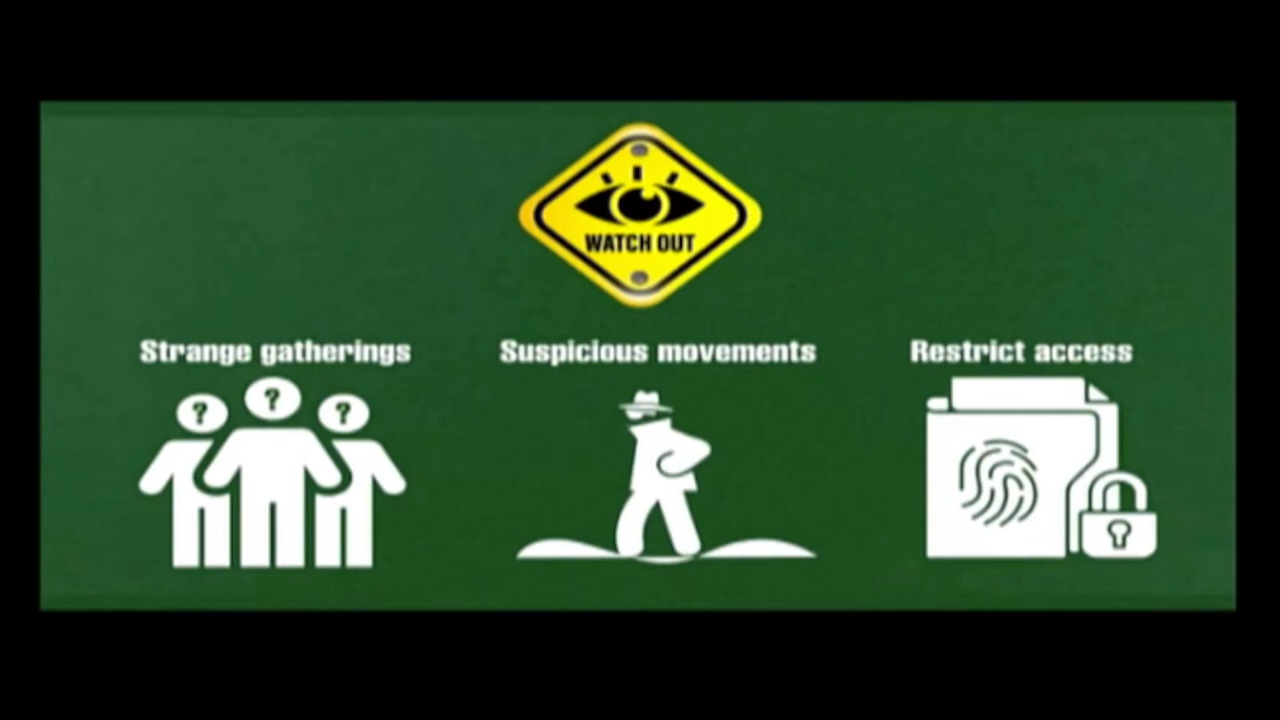 WATCH OUT
Strange gatherings
Suspicious movements
Restrict access
? ? ?